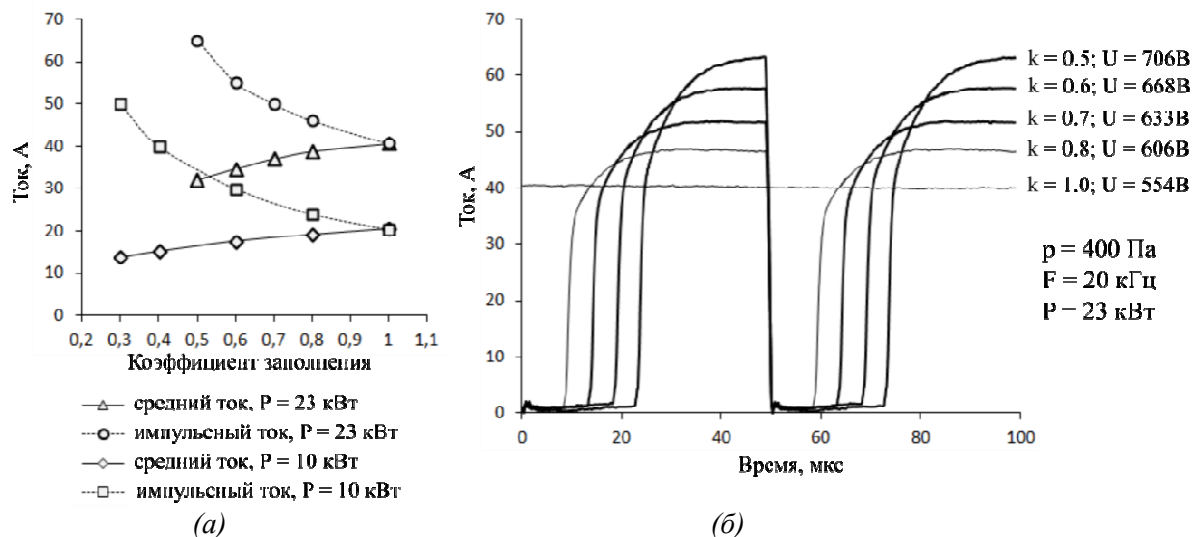 70
60
50
40
30
20
10
0
Ток, А
0,2 0,3 0,4 0,5 0,6 0,7 0,8 0,9 1 1,1
Коэффициент заполнения
средний ток, P = 23 кВт
импульсный ток, P = 23 кВт
средний ток, P = 10 кВт
импульсный ток, P = 10 кВт
(а)
70
60
50
40
30
20
10
0
Ток, А
0 20 40 60 80 100
Время, мкс
k = 0.5; U = 706В
k = 0.6; U = 668В
k = 0.7; U = 633В
k = 0.8; U = 606В
k = 1.0; U = 554В
p = 400 Па
F = 20 кГц
P = 23 кВт
(б)